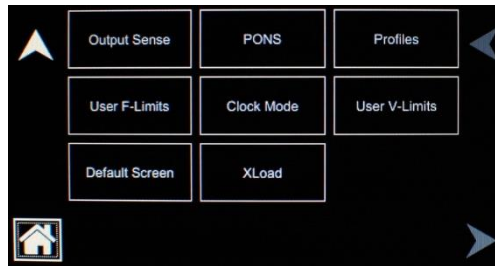 Output Sense
PONS
Profiles
User F-Limits
Clock Mode
User V-Limits
Default Screen
XLoad